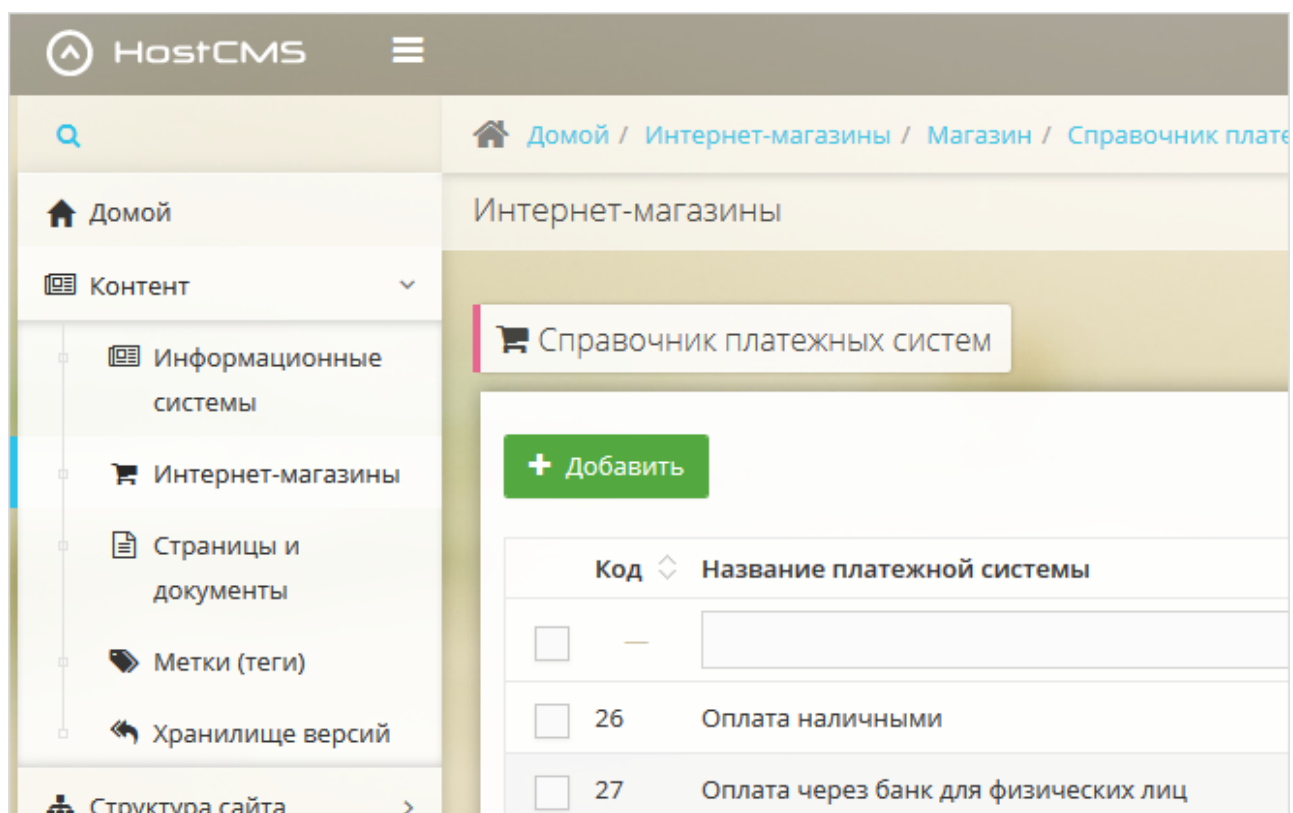 HostCMS
Домой / Интернет-магазины / Магазин / Справочник плате
Домой
Интернет-магазины
Контент
Справочник платежных систем
Информационные
системы
Добавить
Интернет-магазины
Страницы и
документы
Код Название платежной системы
—
Метки (теги)
26 Оплата наличными
Хранилище версий
27 Оплата через банк для физических лиц
Структура сайта